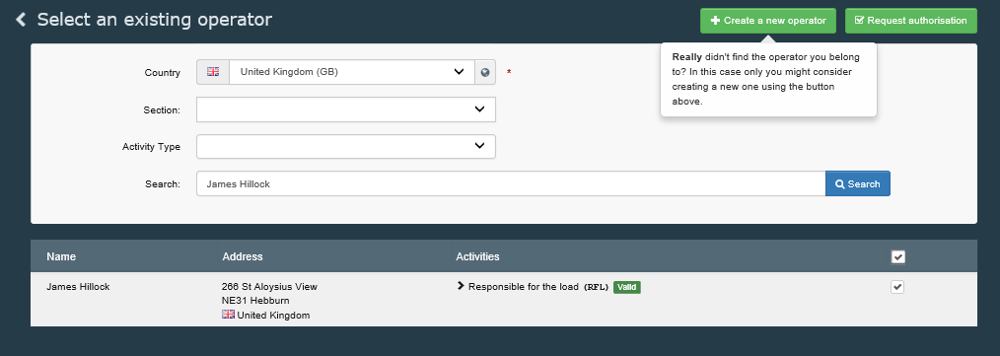 Select an existing operator
Create a new operator
Request authorisation
Really didn't find the operator you belong
to? In this case only you might consider
creating a new one using the button
above.
Country
United Kingdom (GB)
*
Section:
Activity Type
Search:
James Hillock
Search
Name
Address
Activities
James Hillock
266 St Aloysius View
NE31 Hebburn
United Kingdom
Responsible for the load (RFL) Valid